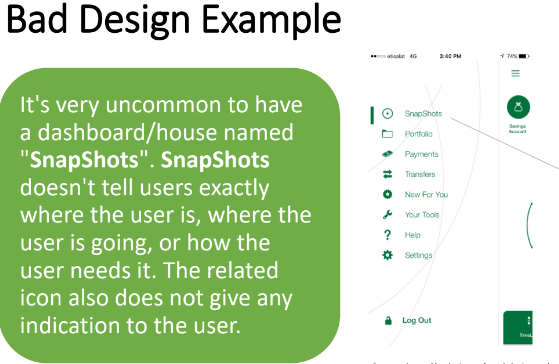 Bad Design Example
It's very uncommon to have
a dashboard/house named
"SnapShots". SnapShots
doesn't tell users exactly
where the user is, where the
user is going, or how the
user needs it. The related
icon also does not give any
indication to the user.
etisalat 4G 3:40 PM 74%
SnapShots
Portfolio
Payments
Transfers
New For You
Your Tools
Help
Settings
Log Out
Savings
Account